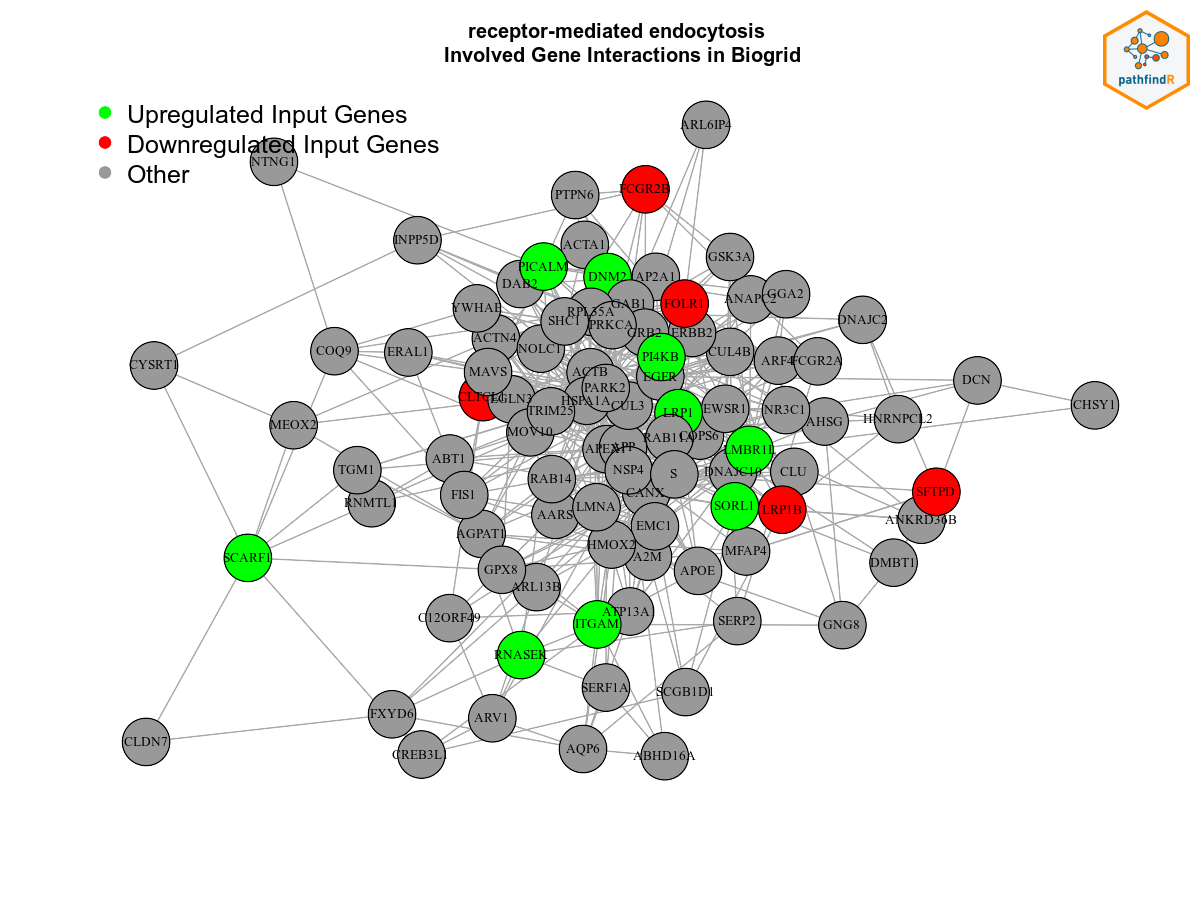 receptor-mediated endocytosis
Involved Gene Interactions in Biogrid
pathfindR
Upregulated Input Genes
Downregulated Input Genes
Other
ARL6IP4
NTNG1
FCGR2B
PTPN6
INPP5D
ACTA1
GSK3A
PICALM
DNM2
AP2A1
DAB2
GGA2
ANAPC2
GAB1
FOLR1
YWHAE
RPL35A
SHC1
PRKCA
DNAJC2
GRB2
ERBB2
ACTN4
NOLC1
COQ9
ERAL1
CUL4B
PI4KB
ARF4
FCGR2A
CYSRT1
MAVS
ACTB
EGFR
DCN
PARK2
CLTCL1
EGLN3
HSPA1A
CUL3
CHSY1
TRIM25
LRP1
EWSR1
NR3C1
AHSG
HNRNPCL2
MEOX2
MOV10
RAB11A
COPS6
APEX1
APP
LMBR1L
ABT1
TGM1
NSP4
S
DNAJC10
CLU
RAB14
FIS1
RNMTL1
CANX
SFTPD
LMNA
SORL1
LRP1B
AARS
ANKRD36B
EMC1
AGPAT1
HMOX2
A2M
MFAP4
SCARF1
DMBT1
GPX8
APOE
ARL13B
C12ORF49
ATP13A
ITGAM
SERP2
GNG8
RNASEK
SERF1A
SCGB1D1
FXYD6
ARV1
CLDN7
AQP6
CREB3L1
ABHD16A